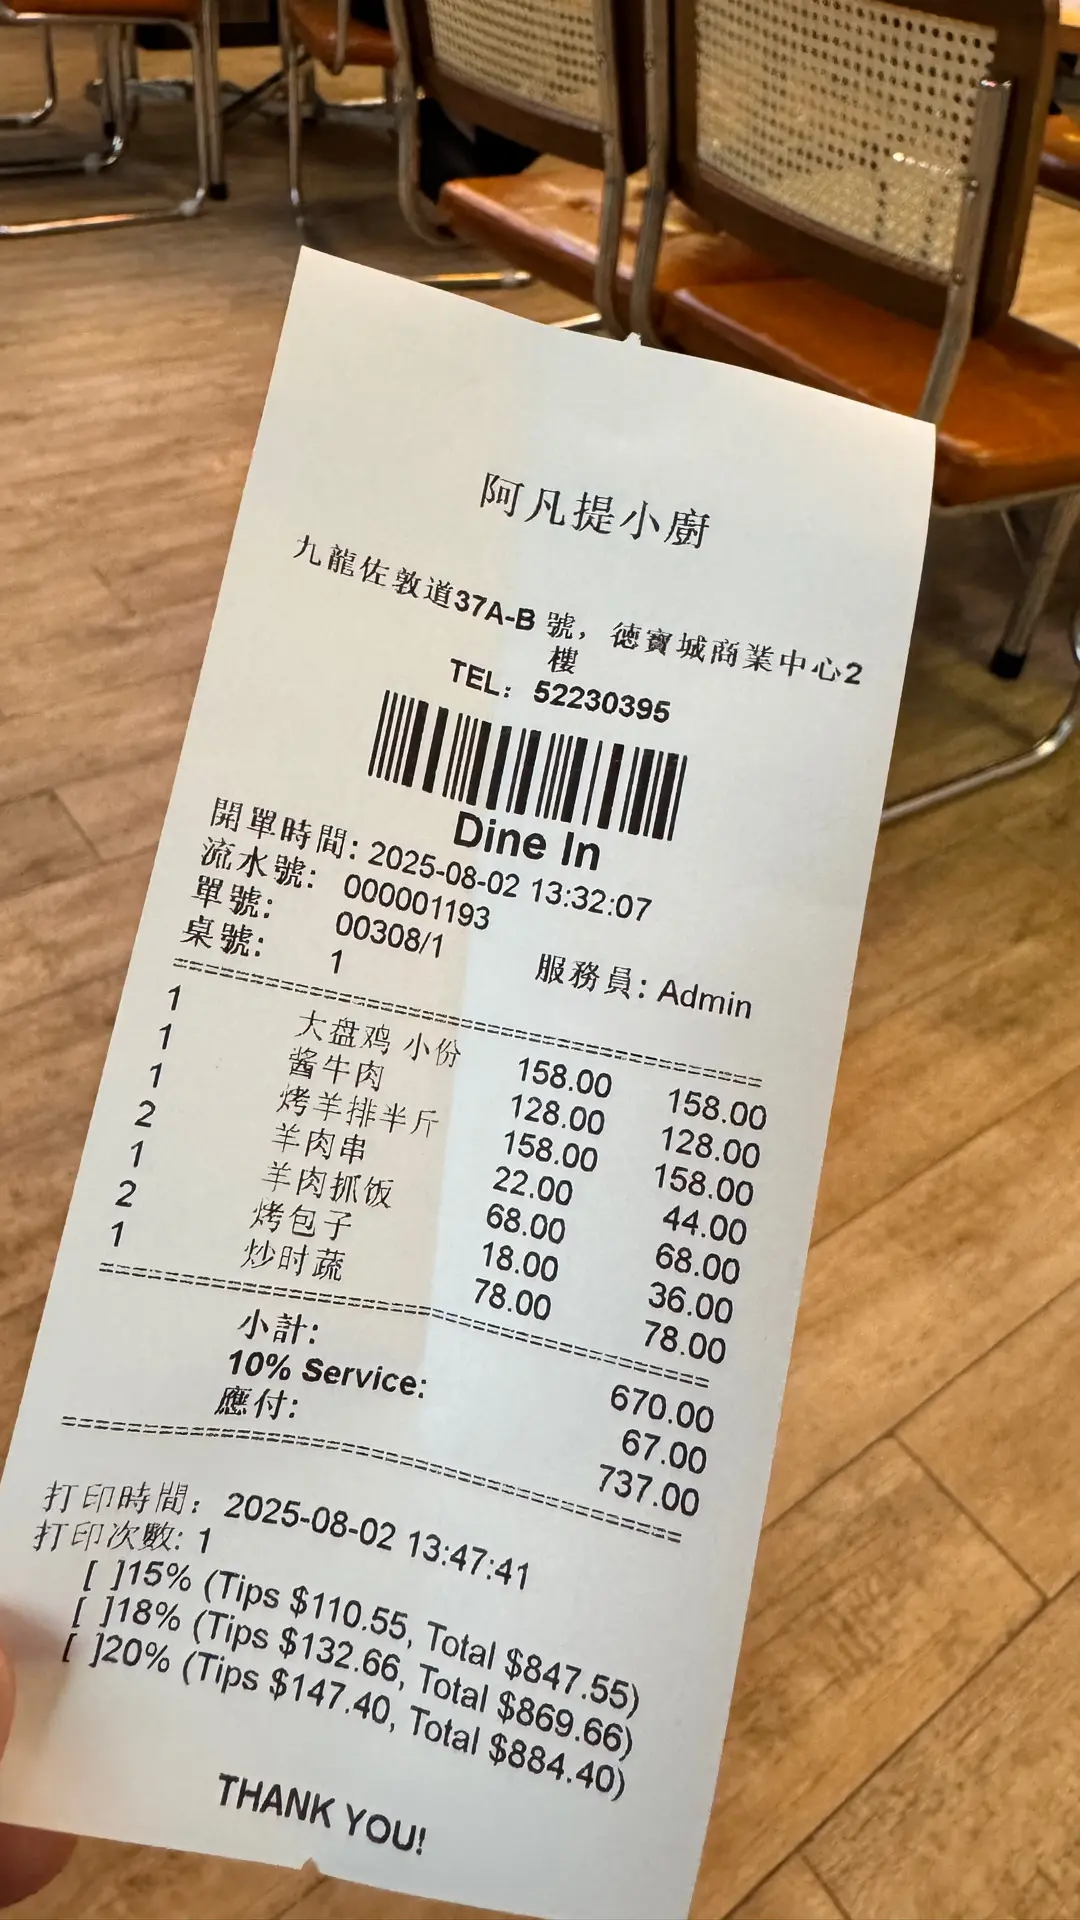 阿凡提小廚
九龍佐敦道37A-B 號，德寶城商業中心2
樓
TEL：52230395
Dine In
開單時間: 2025-08-02 13:32:07
流水號: 000001193
單號: 00308/1
桌號: 1 服務員: Admin
==========================================
1 大盘鸡 小份 158.00 158.00
1 酱牛肉 128.00 128.00
1 烤羊排半斤 158.00 158.00
2 羊肉串 22.00 44.00
1 羊肉抓饭 68.00 68.00
2 烤包子 18.00 36.00
1 炒时蔬 78.00 78.00
==========================================
小計: 670.00
10% Service: 67.00
應付: 737.00
==========================================
打印時間：2025-08-02 13:47:41
打印次數: 1
[ ]15% (Tips $110.55, Total $847.55)
[ ]18% (Tips $132.66, Total $869.66)
[ ]20% (Tips $147.40, Total $884.40)
THANK YOU!